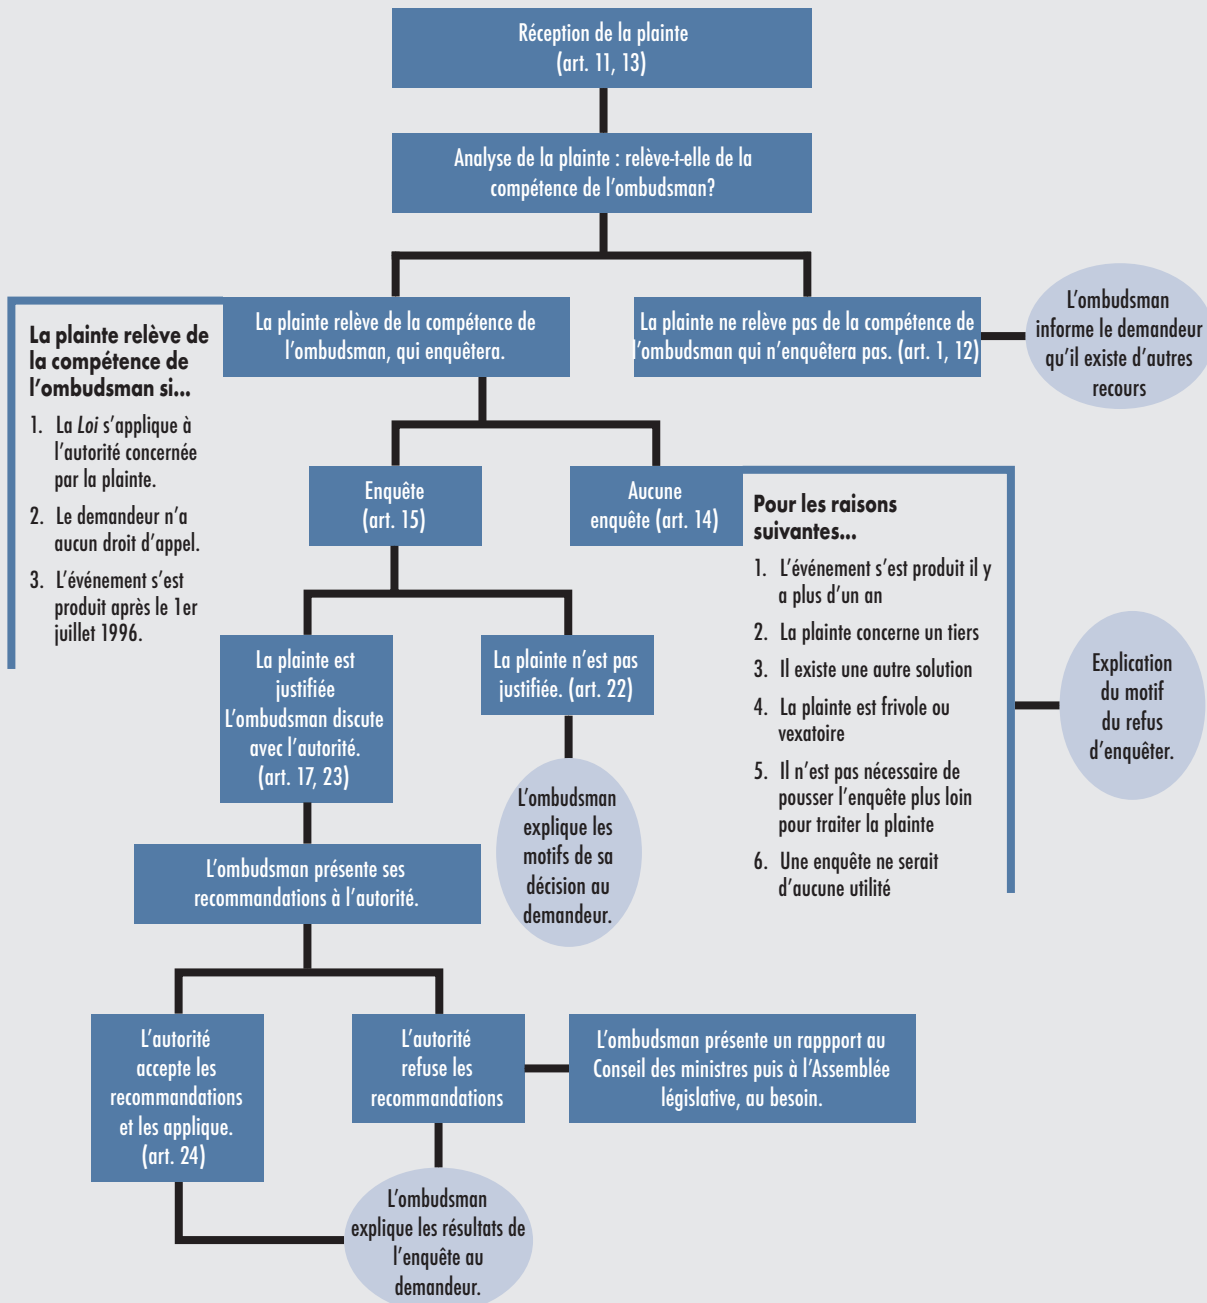 Réception de la plainte
(art. 11, 13)
Analyse de la plainte : relève-t-elle de la
compétence de l'ombudsman?
La plainte relève de
la compétence de
l'ombudsman si...
1. La Loi s'applique à
l'autorité concernée
par la plainte.
2. Le demandeur n'a
aucun droit d'appel.
3. L'événement s'est
produit après le 1er
juillet 1996.
La plainte relève de la compétence de
l'ombudsman, qui enquêtera.
La plainte ne relève pas de la compétence de
l'ombudsman qui n'enquêtera pas. (art. 1, 12)
L'ombudsman
informe le demandeur
qu'il existe d'autres
recours
Enquête
(art. 15)
Aucune
enquête (art. 14)
Pour les raisons
suivantes...
1. L'événement s'est produit il y
a plus d'un an
2. La plainte concerne un tiers
3. Il existe une autre solution
4. La plainte est frivole ou
vexatoire
5. Il n'est pas nécessaire de
pousser l'enquête plus loin
pour traiter la plainte
6. Une enquête ne serait
d'aucune utilité
Explication
du motif
du refus
d'enquêter.
La plainte est
justifiée
L'ombudsman discute
avec l'autorité.
(art. 17, 23)
La plainte n'est pas
justifiée. (art. 22)
L'ombudsman
explique les
motifs de sa
décision au
demandeur.
L'ombudsman présente ses
recommandations à l'autorité.
L'autorité
accepte les
recommandations
et les applique.
(art. 24)
L'autorité
refuse les
recommandations
L'ombudsman présente un rappport au
Conseil des ministres puis à l'Assemblée
législative, au besoin.
L'ombudsman
explique les résultats de
l'enquête au
demandeur.